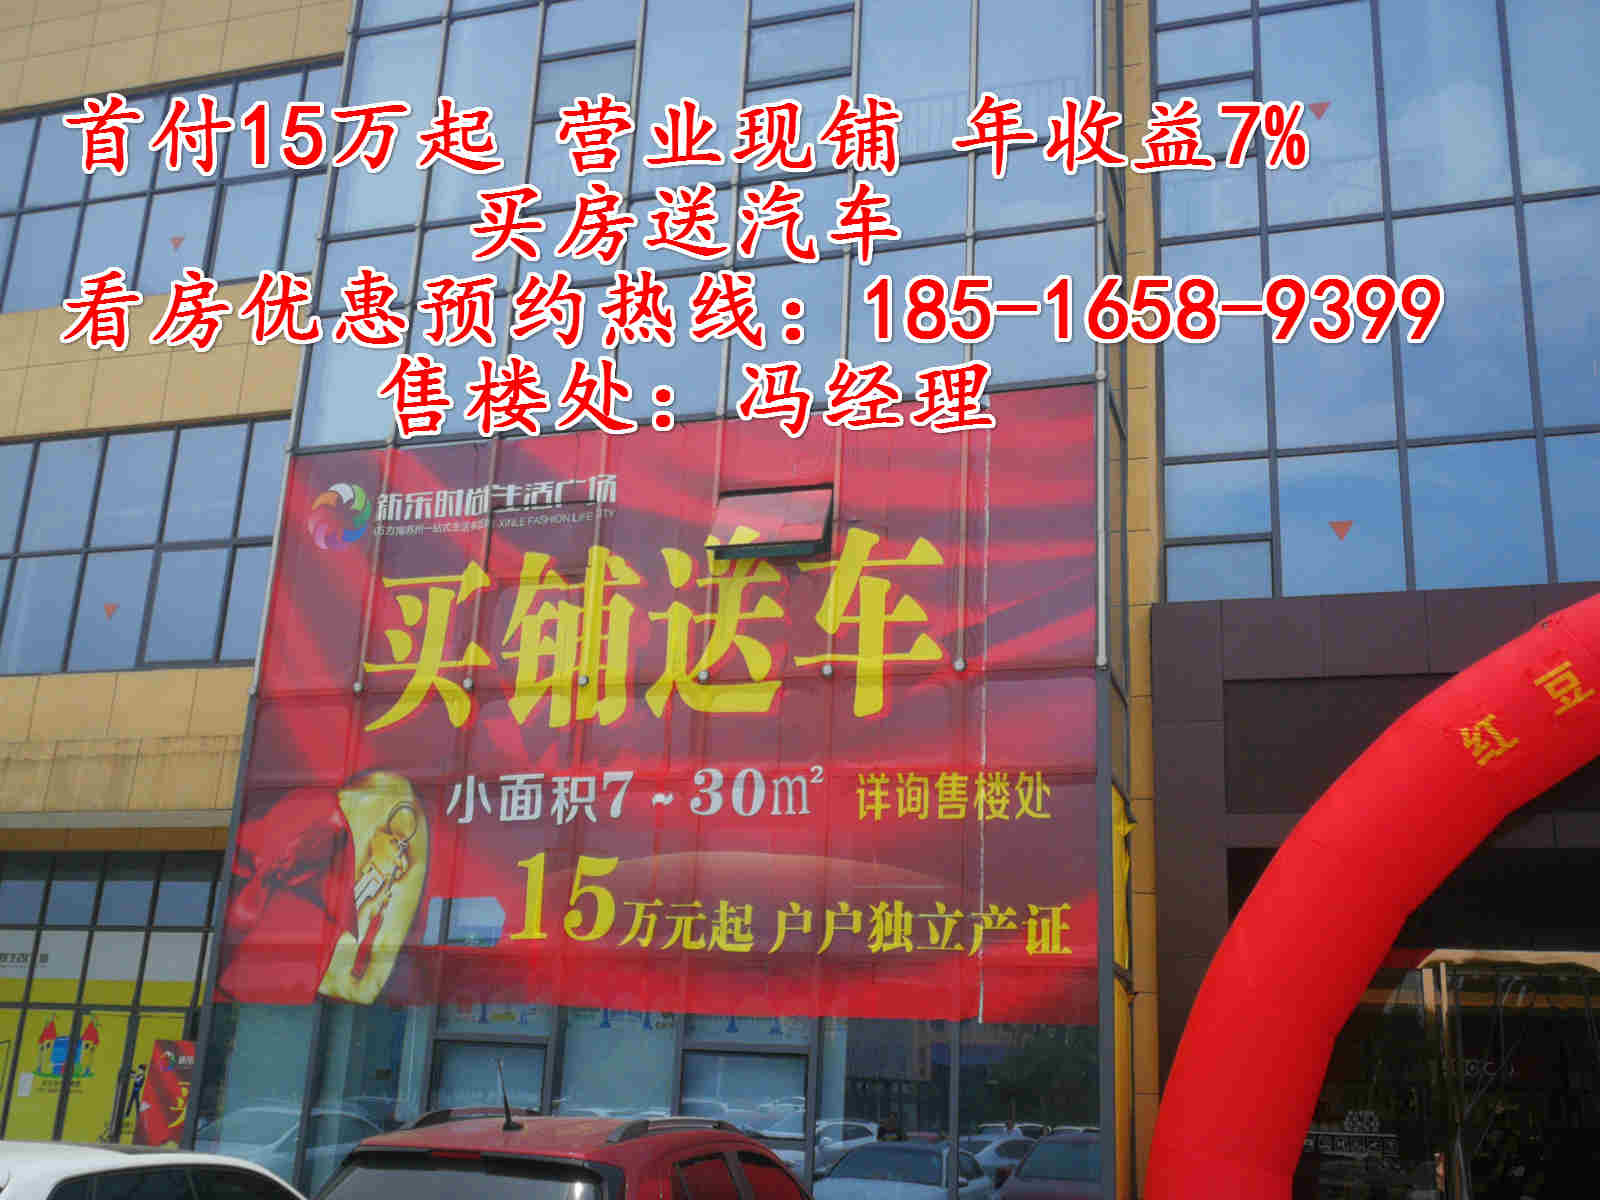 首付15万起 营业现铺 年收益7%
买房送汽车
看房优惠预约热线：185-1658-9399
售楼处：冯经理
新乐时尚生活广场
XINLE FASHION LIFE CITY
买铺送车
小面积7~30㎡ 详询售楼处
15万元起 户户独立产证
红豆